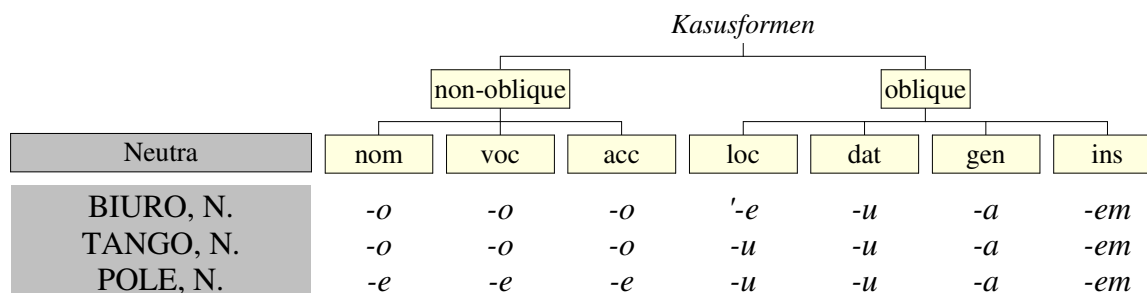 Kasusformen
non-oblique oblique
Neutra nom voc acc loc dat gen ins
BIURO, N. -o -o -o '-e -u -a -em
TANGO, N. -o -o -o -u -u -a -em
POLE, N. -e -e -e -u -u -a -em